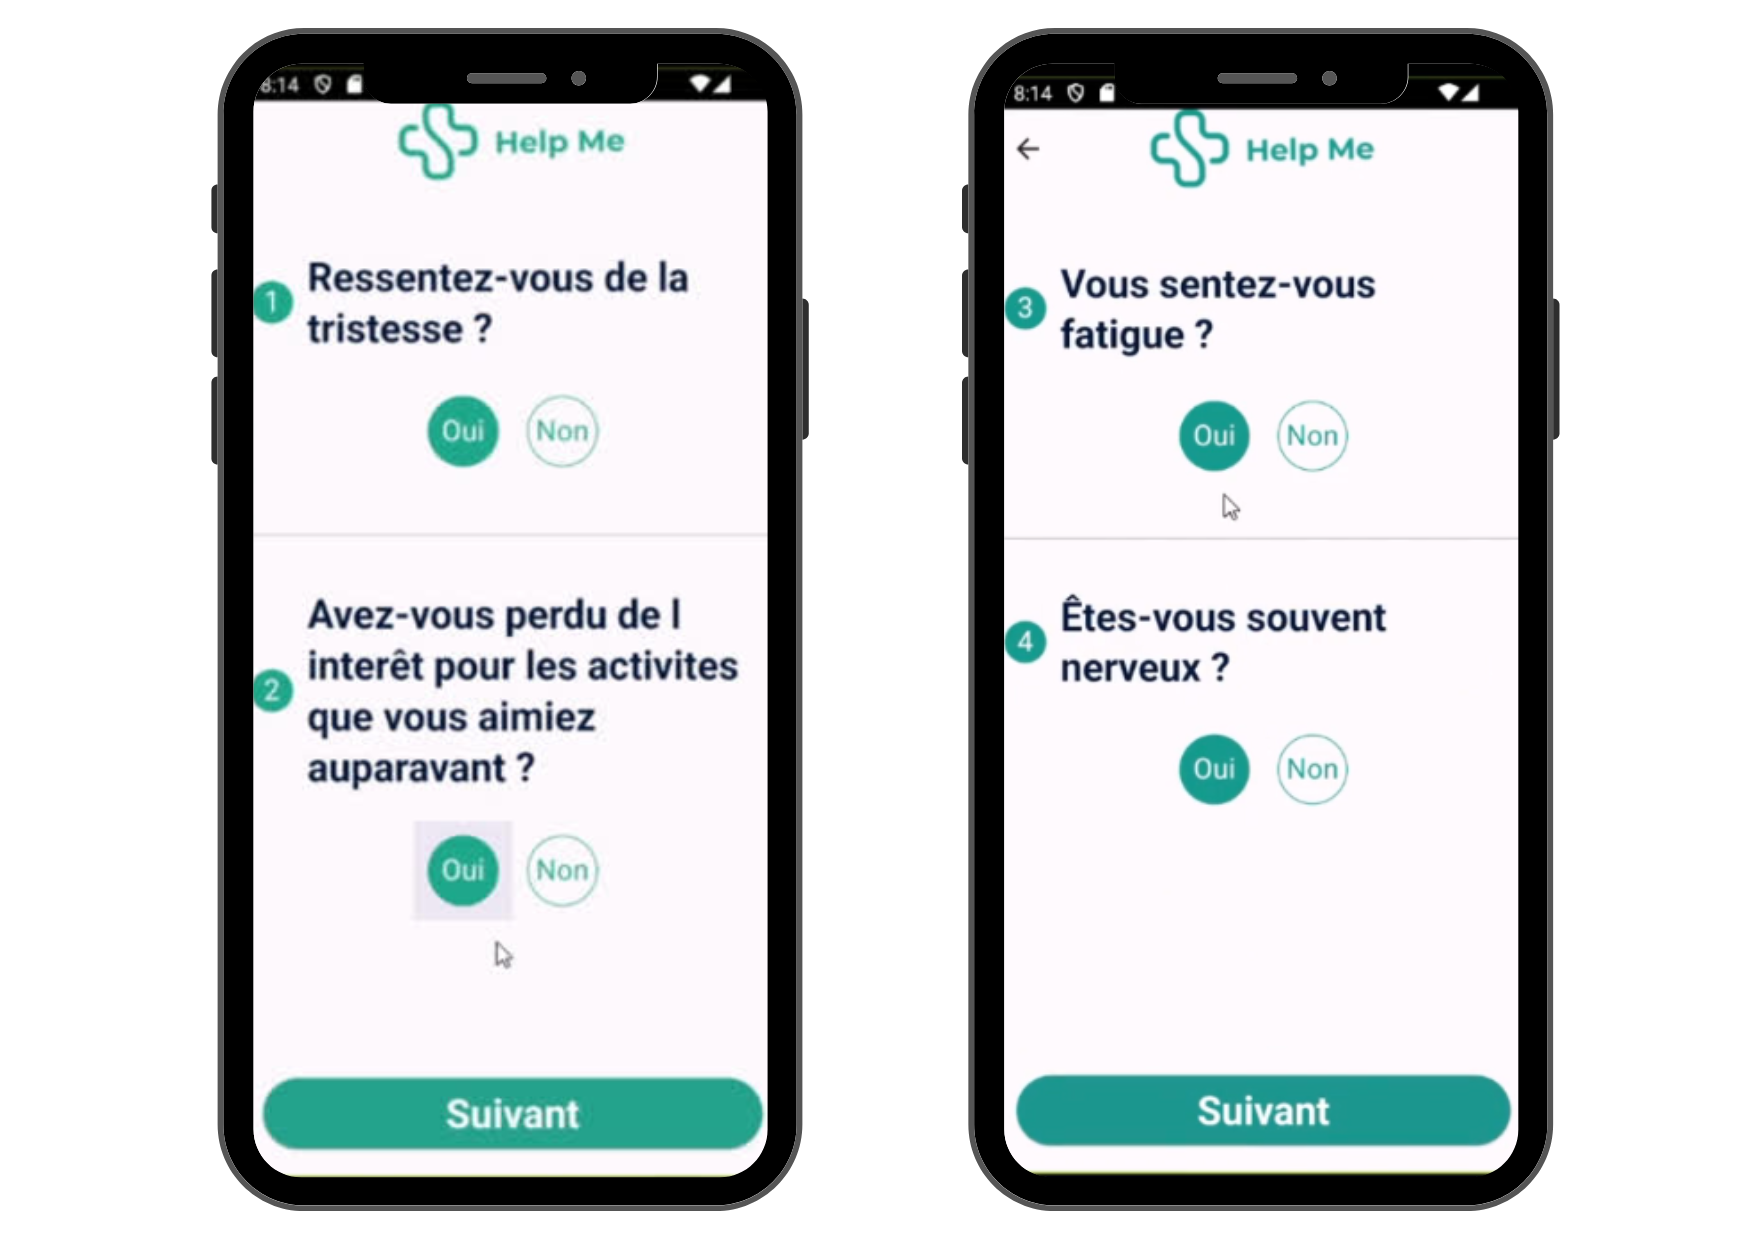 8:14
Help Me
1
Ressentez-vous de la
tristesse ?
Oui Non
2
Avez-vous perdu de l
interêt pour les activites
que vous aimiez
auparavant ?
Oui Non
Suivant
8:14
Help Me
3
Vous sentez-vous
fatigue ?
Oui Non
4
Êtes-vous souvent
nerveux ?
Oui Non
Suivant